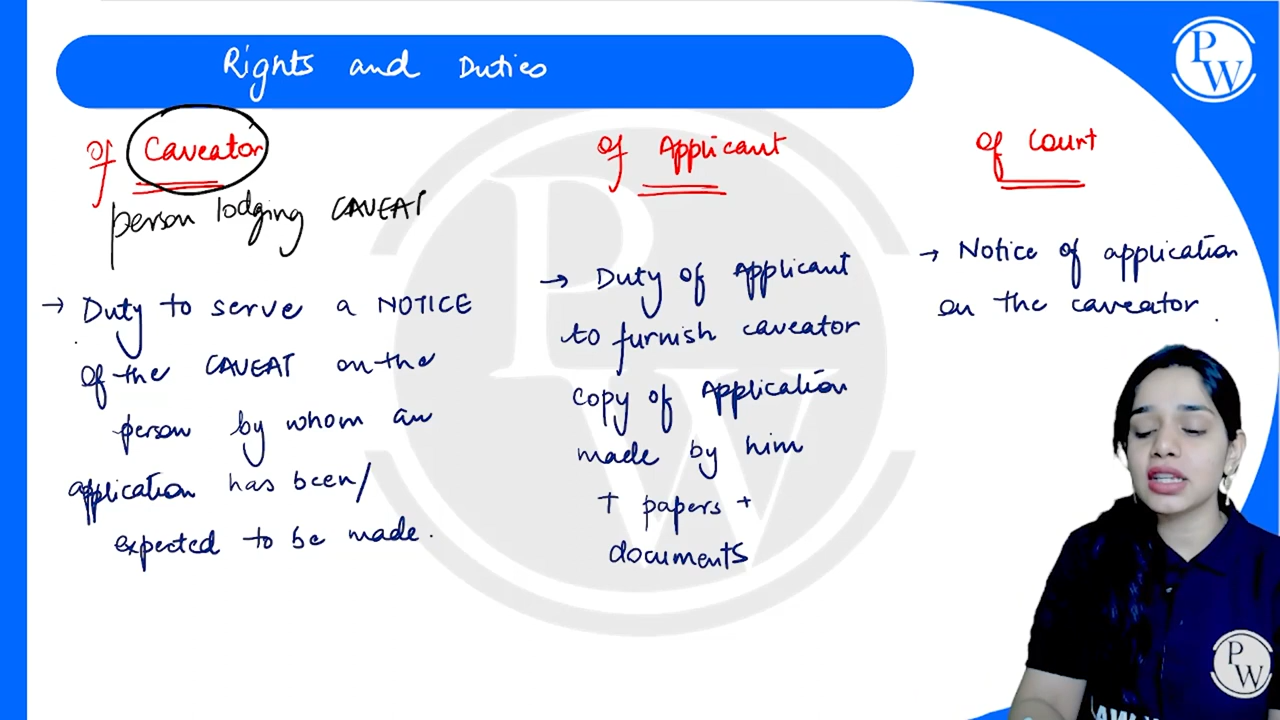 Rights and Duties
PW
Of Caveator
person lodging CAVEAT
→ Duty to serve a NOTICE
Of the CAVEAT on the
person by whom an
application has been/
expected to be made.
of Applicant
→ Duty of Applicant
to furnish caveator
copy of Application
made by him
+ papers +
documents
of Court
→ Notice of application
on the caveator.
PW
PW